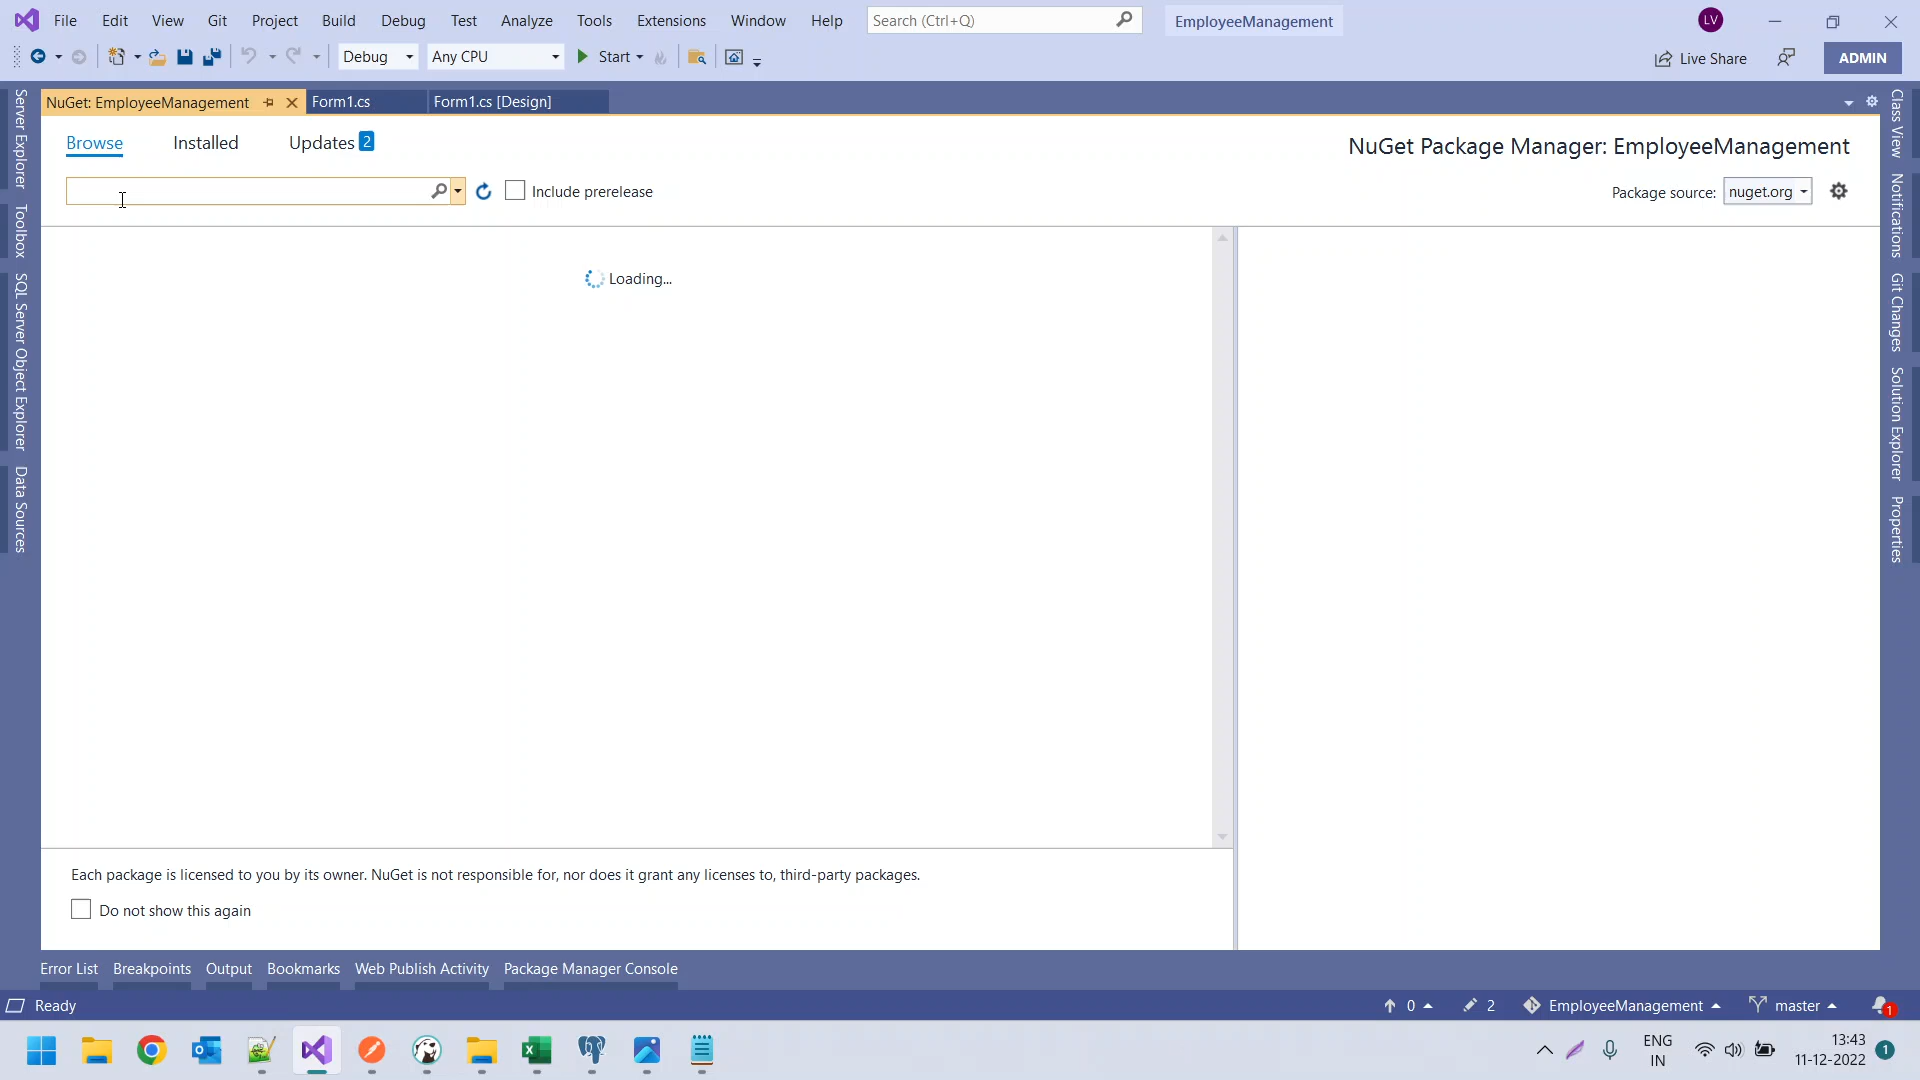 File Edit View Git Project Build Debug Test Analyze Tools Extensions Window Help Search (Ctrl+Q) EmployeeManagement LV
Debug Any CPU Start Live Share ADMIN
NuGet: EmployeeManagement Form1.cs Form1.cs [Design]
Browse Installed Updates 2 NuGet Package Manager: EmployeeManagement
Include prerelease Package source: nuget.org
Loading...
Server Explorer
Toolbox
SQL Server Object Explorer
Data Sources
Class View
Notifications
Git Changes
Solution Explorer
Properties
Each package is licensed to you by its owner. NuGet is not responsible for, nor does it grant any licenses to, third-party packages.
Do not show this again
Error List Breakpoints Output Bookmarks Web Publish Activity Package Manager Console
Ready 0 2 EmployeeManagement master 1
ENG 13:43
IN 11-12-2022 1